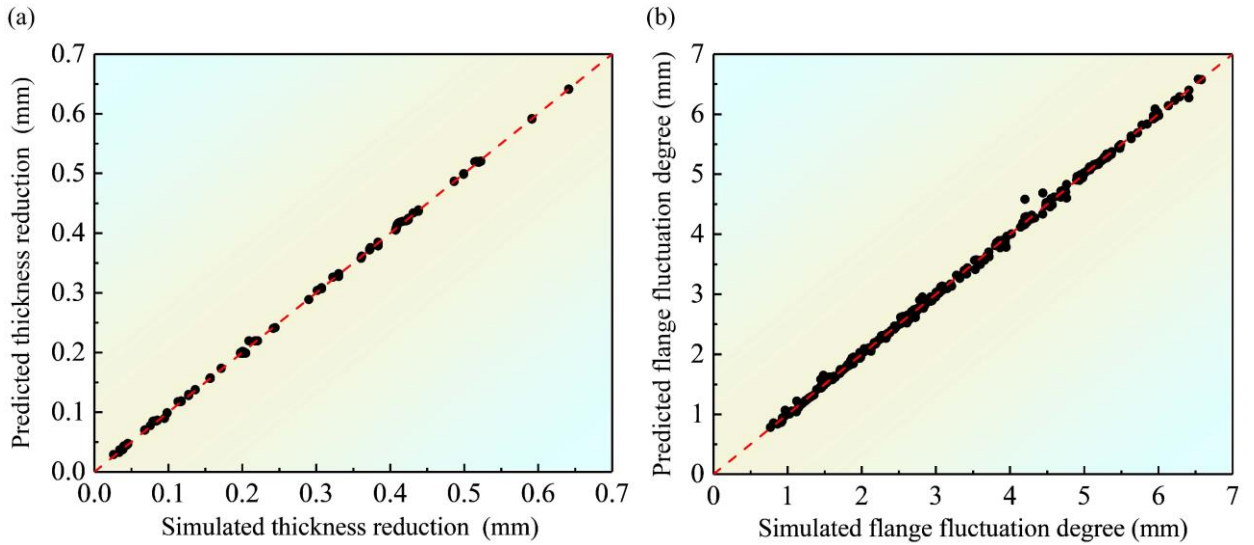 (a)
Predicted thickness reduction (mm)
0.7
0.6
0.5
0.4
0.3
0.2
0.1
0.0
0.0 0.1 0.2 0.3 0.4 0.5 0.6 0.7
Simulated thickness reduction (mm)
(b)
Predicted flange fluctuation degree (mm)
7
6
5
4
3
2
1
0
0 1 2 3 4 5 6 7
Simulated flange fluctuation degree (mm)